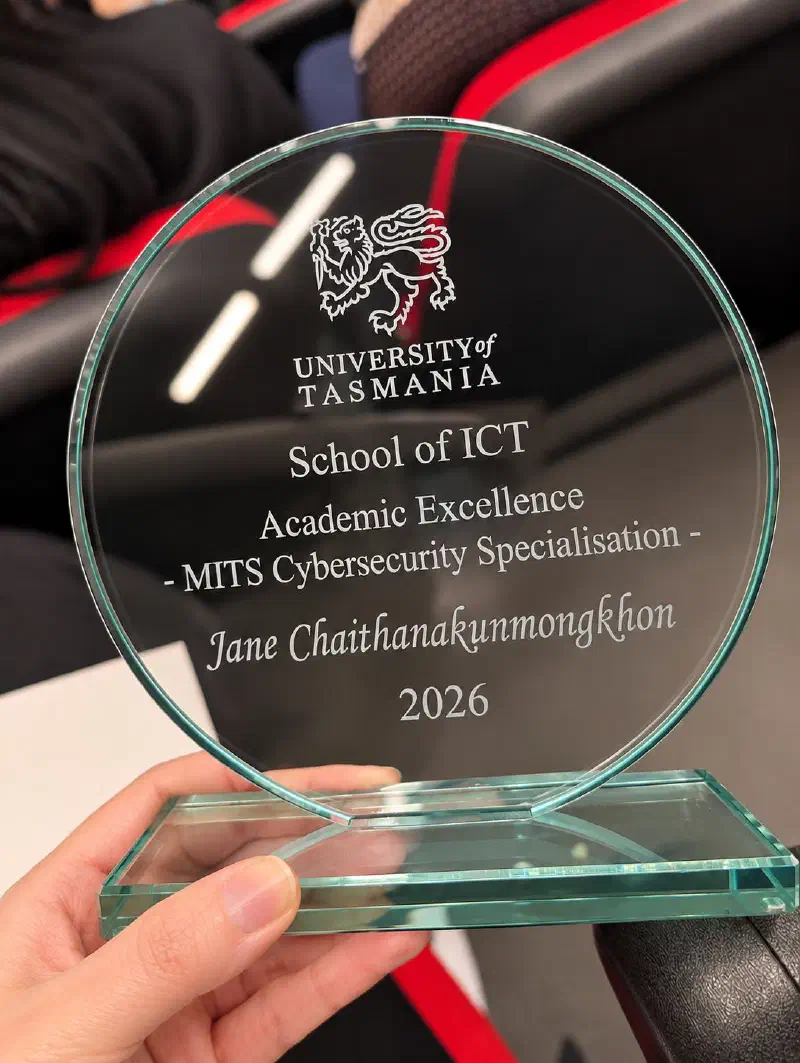 UNIVERSITY of
TASMANIA
School of ICT
Academic Excellence
- MITS Cybersecurity Specialisation -
Jane Chaithanakunmongkhon
2026